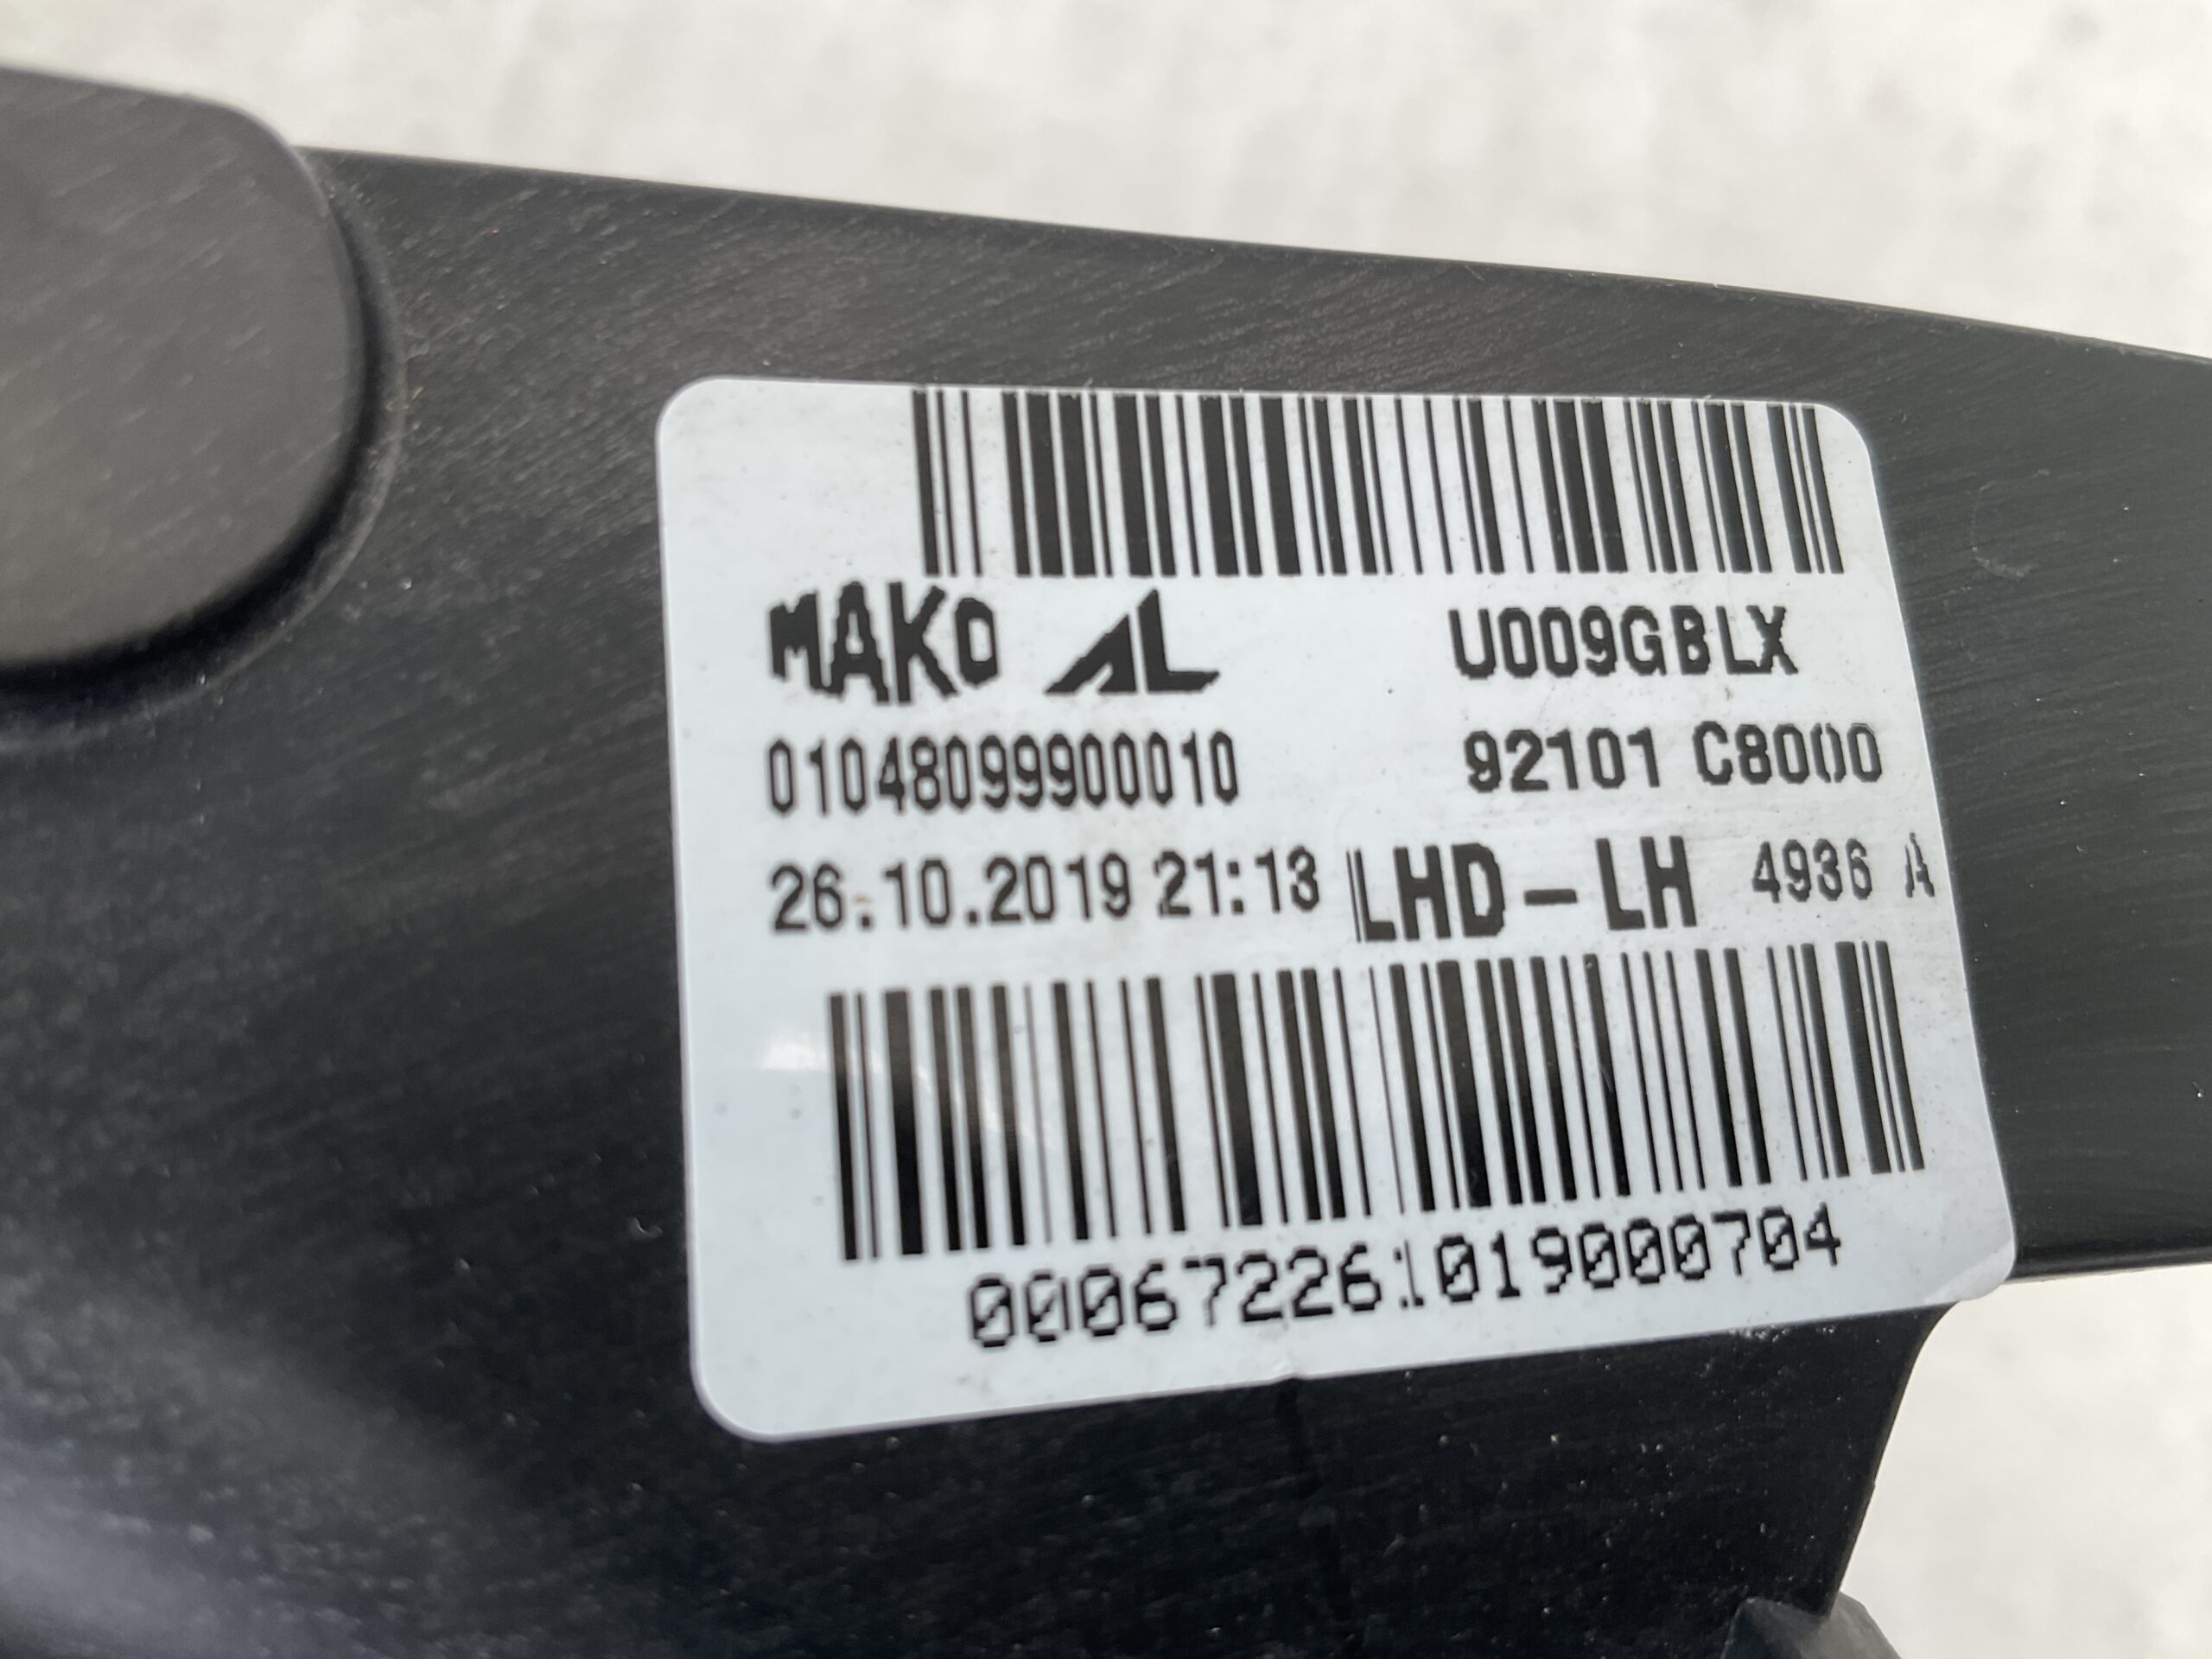 MAKO AL U009GBLX
01048099900010 92101 C8000
26.10.2019 21:13 LHD-LH 4936 A
000672261019000704